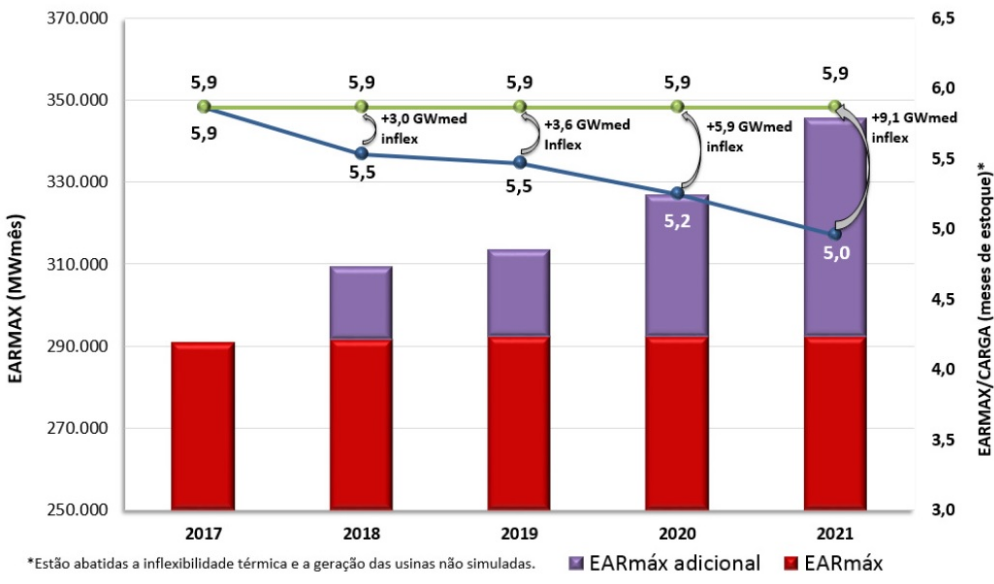 370.000
350.000
330.000
310.000
290.000
270.000
250.000
EARMAX (MWmês)
6,5
6,0
5,5
5,0
4,5
4,0
3,5
3,0
EARMAX/CARGA (meses de estoque)*
5,9
5,9
5,9
5,9
5,9
5,9
5,5
5,5
5,2
5,0
+3,0 GWmed
inflex
+3,6 GWmed
Inflex
+5,9 GWmed
inflex
+9,1 GWmed
inflex
2017
2018
2019
2020
2021
*Estão abatidas a inflexibilidade térmica e a geração das usinas não simuladas.
EARmáx adicional
EARmáx